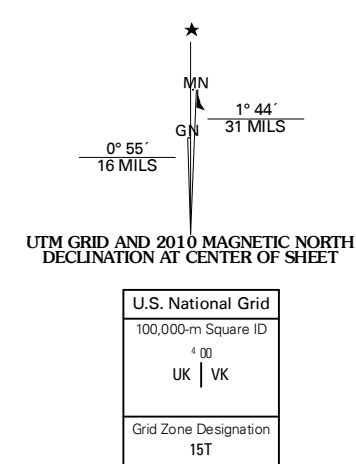 ★
MN
1° 44´
31 MILS
GN
0° 55´
16 MILS
UTM GRID AND 2010 MAGNETIC NORTH
DECLINATION AT CENTER OF SHEET
U.S. National Grid
100,000-m Square ID
4 00
UK VK
Grid Zone Designation
15T